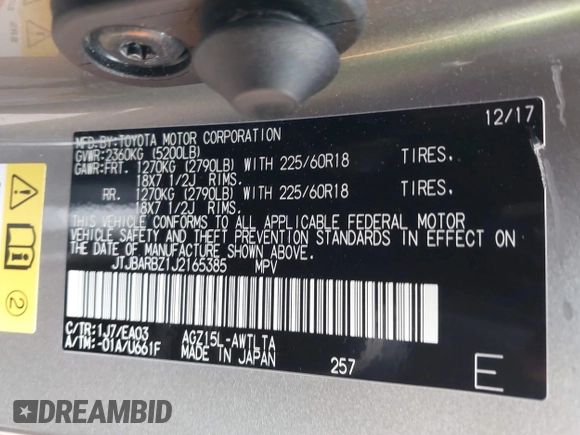 12/17
MFD.BY:TOYOTA MOTOR CORPORATION
GVWR:2360KG (5200LB)
GAWR:FRT. 1270KG (2790LB) WITH 225/60R18 TIRES,
18X7 1/2J RIMS.
RR. 1270KG (2790LB) WITH 225/60R18 TIRES,
18X7 1/2J RIMS.
THIS VEHICLE CONFORMS TO ALL APPLICABLE FEDERAL MOTOR
VEHICLE SAFETY AND THEFT PREVENTION STANDARDS IN EFFECT ON
THE DATE OF MANUFACTURE SHOWN ABOVE.
JTJBARBZ1J2165385 MPV
C/TR:1J7/EA03 AGZ15L-AWTLTA
A/TM:-01A/U661F MADE IN JAPAN 257 E
2
DREAMBID